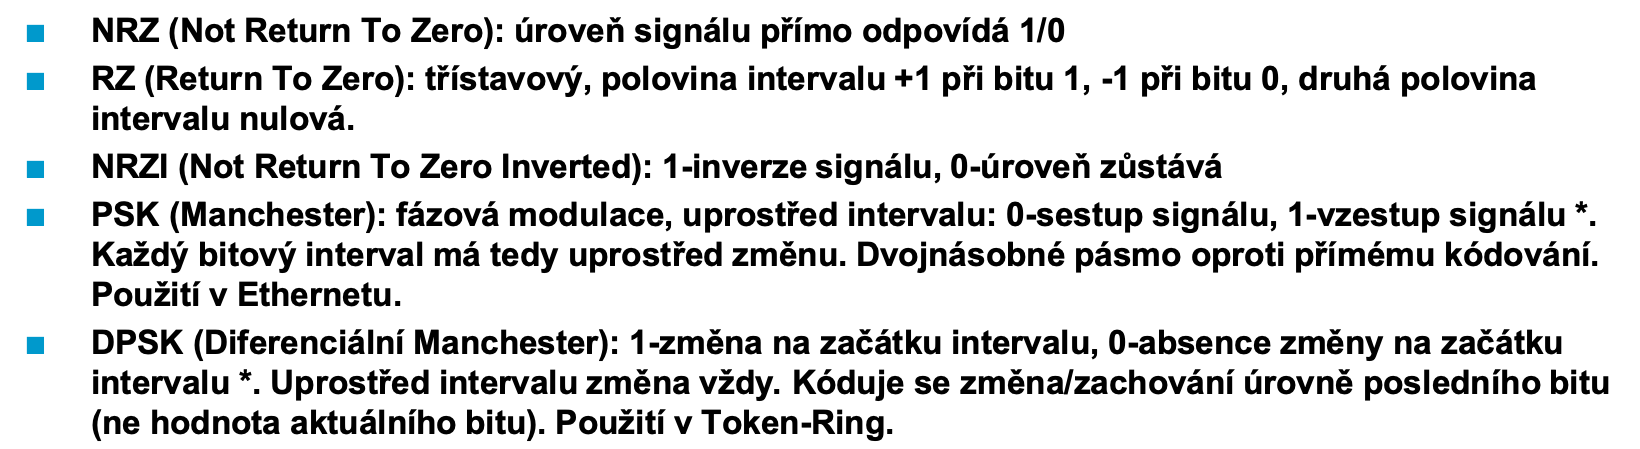 NRZ (Not Return To Zero): úroveň signálu přímo odpovídá 1/0
RZ (Return To Zero): třístavový, polovina intervalu +1 při bitu 1, -1 při bitu 0, druhá polovina
intervalu nulová.
NRZI (Not Return To Zero Inverted): 1-inverze signálu, 0-úroveň zůstává
PSK (Manchester): fázová modulace, uprostřed intervalu: 0-sestup signálu, 1-vzestup signálu *.
Každý bitový interval má tedy uprostřed změnu. Dvojnásobné pásmo oproti přímému kódování.
Použití v Ethernetu.
DPSK (Diferenciální Manchester): 1-změna na začátku intervalu, 0-absence změny na začátku
intervalu *. Uprostřed intervalu změna vždy. Kóduje se změna/zachování úrovně posledního bitu
(ne hodnota aktuálního bitu). Použití v Token-Ring.